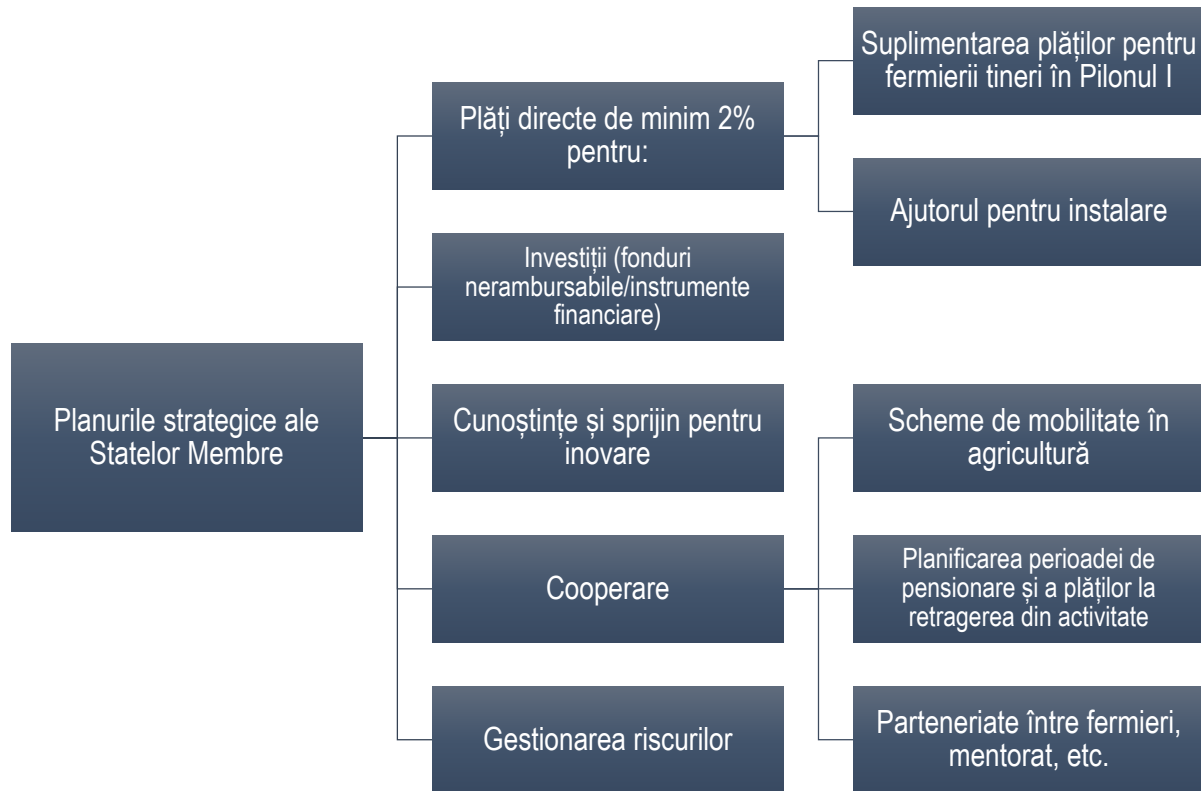 Planurile strategice ale
Statelor Membre
Plăți directe de minim 2%
pentru:
Suplimentarea plăților pentru
fermierii tineri în Pilonul I
Ajutorul pentru instalare
Investiții (fonduri
nerambursabile/instrumente
financiare)
Cunoștințe și sprijin pentru
inovare
Cooperare
Scheme de mobilitate în
agricultură
Planificarea perioadei de
pensionare și a plăților la
retragerea din activitate
Parteneriate între fermieri,
mentorat, etc.
Gestionarea riscurilor